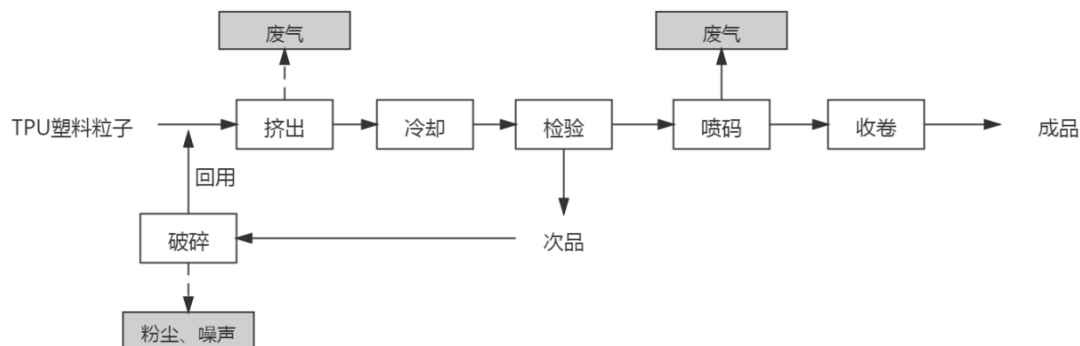 废气
废气
TPU塑料粒子
挤出
冷却
检验
喷码
收卷
成品
回用
破碎
次品
粉尘、噪声